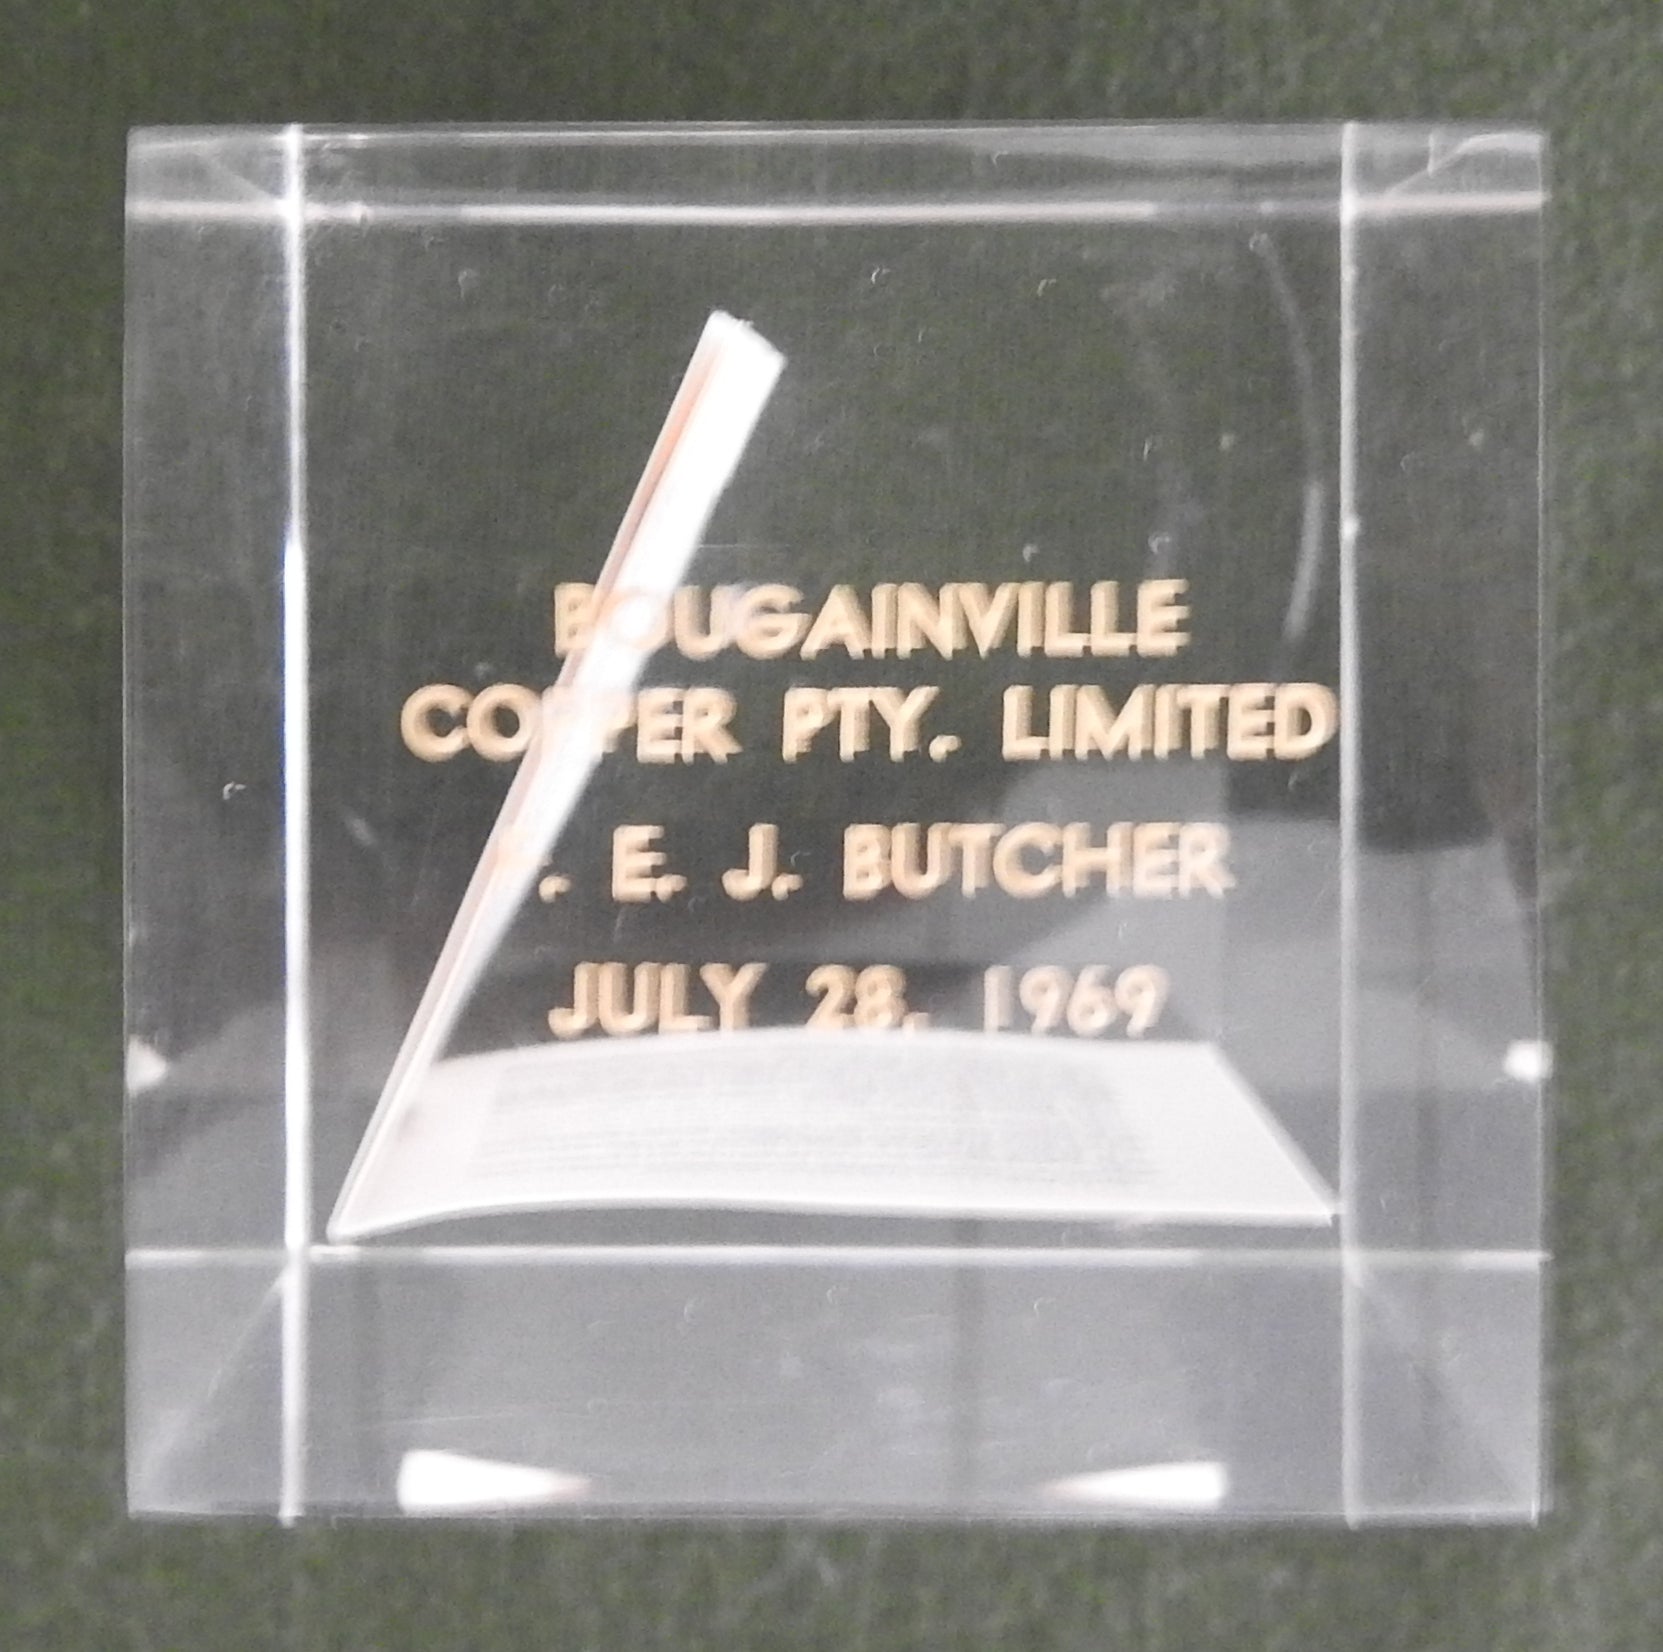 BOUGAINVILLE
COPPER PTY. LIMITED
E. J. BUTCHER
JULY 28, 1969